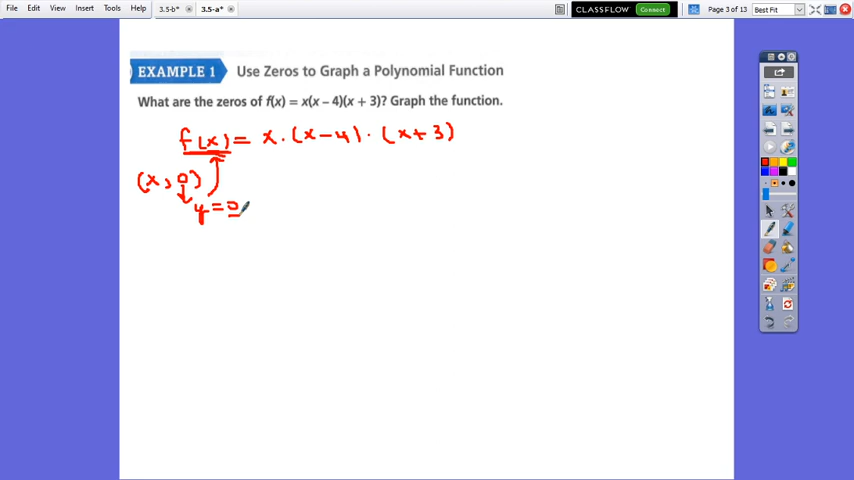 File Edit View Insert Tools Help 3.5-b* 3.5-a* CLASSFLOW Connect Page 3 of 13 Best Fit
EXAMPLE 1 Use Zeros to Graph a Polynomial Function
What are the zeros of f(x) = x(x – 4)(x + 3)? Graph the function.
f(x) = x · (x - 4) · (x + 3)
(x, 0)
y = 0